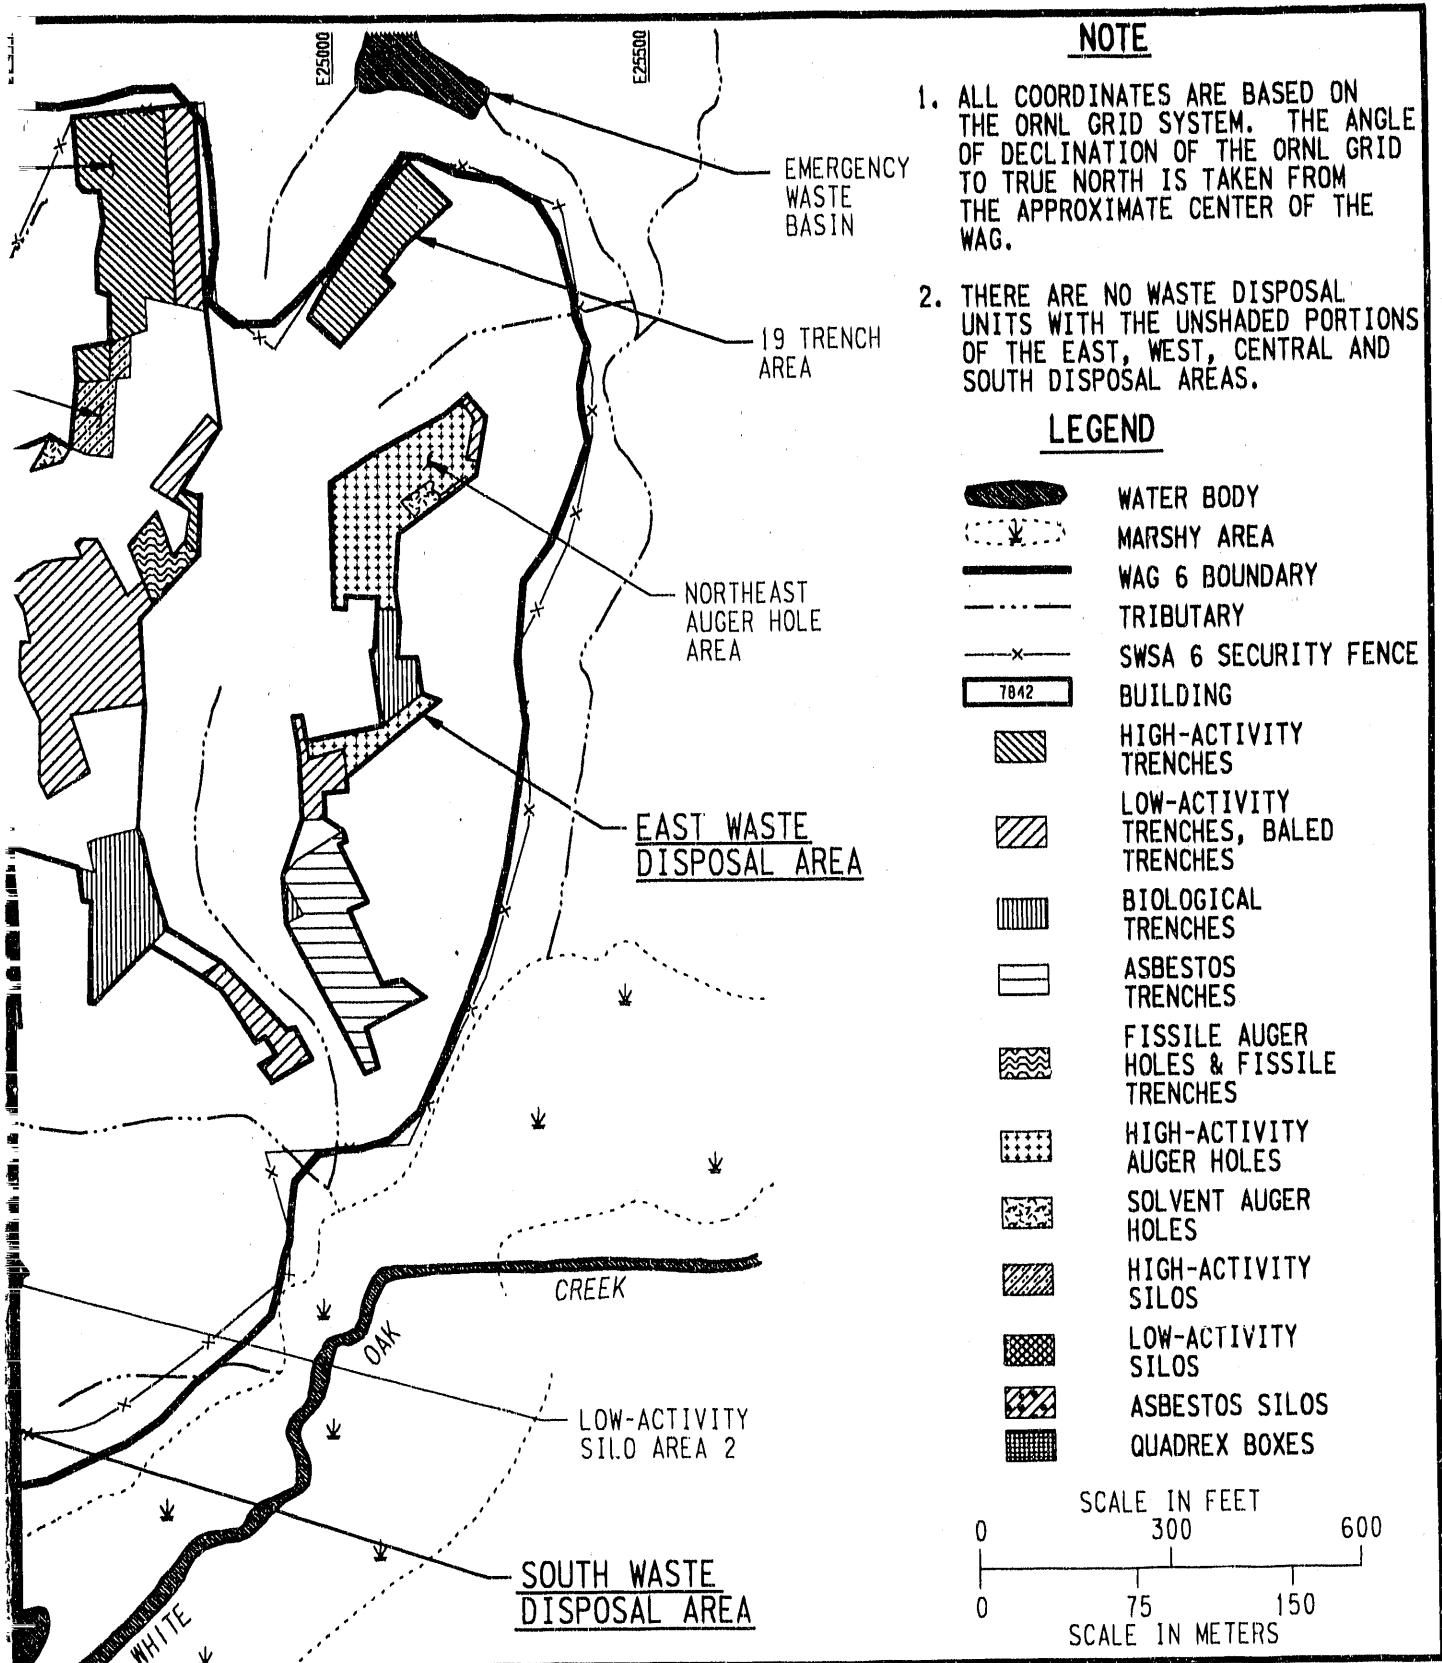 E25000
E25500
EMERGENCY
WASTE
BASIN
19 TRENCH
AREA
NORTHEAST
AUGER HOLE
AREA
EAST WASTE
DISPOSAL AREA
CREEK
OAK
WHITE
LOW-ACTIVITY
SILO AREA 2
SOUTH WASTE
DISPOSAL AREA
NOTE
1. ALL COORDINATES ARE BASED ON
THE ORNL GRID SYSTEM. THE ANGLE
OF DECLINATION OF THE ORNL GRID
TO TRUE NORTH IS TAKEN FROM
THE APPROXIMATE CENTER OF THE
WAG.
2. THERE ARE NO WASTE DISPOSAL
UNITS WITH THE UNSHADED PORTIONS
OF THE EAST, WEST, CENTRAL AND
SOUTH DISPOSAL AREAS.
LEGEND
WATER BODY
MARSHY AREA
WAG 6 BOUNDARY
TRIBUTARY
SWSA 6 SECURITY FENCE
7842
BUILDING
HIGH-ACTIVITY
TRENCHES
LOW-ACTIVITY
TRENCHES, BALED
TRENCHES
BIOLOGICAL
TRENCHES
ASBESTOS
TRENCHES
FISSILE AUGER
HOLES & FISSILE
TRENCHES
HIGH-ACTIVITY
AUGER HOLES
SOLVENT AUGER
HOLES
HIGH-ACTIVITY
SILOS
LOW-ACTIVITY
SILOS
ASBESTOS SILOS
QUADREX BOXES
SCALE IN FEET
0 300 600
0 75 150
SCALE IN METERS